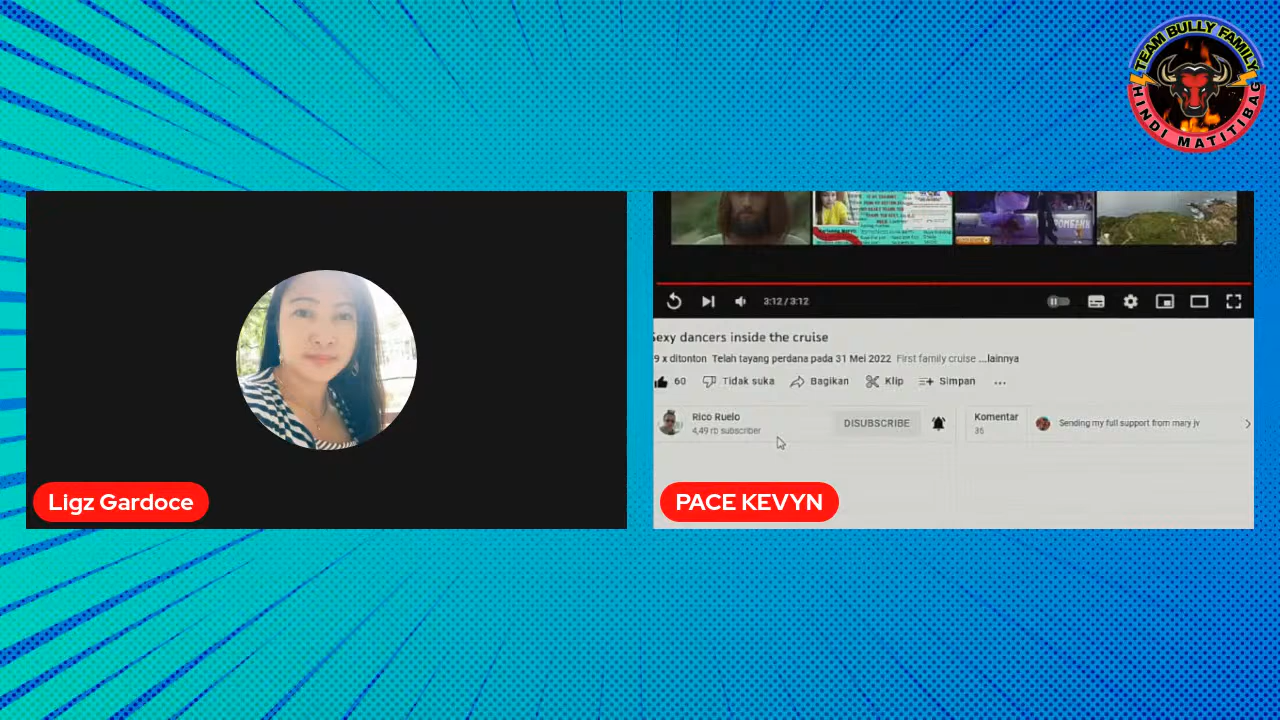 TEAM BULLY FAMILY
HINDI MATITIBAG
3:12 / 3:12
Sexy dancers inside the cruise
9 x ditonton Telah tayang perdana pada 31 Mei 2022 First family cruise ...lainnya
60 Tidak suka Bagikan Klip Simpan ...
Rico Ruelo
4,49 rb subscriber
DISUBSCRIBE
Komentar
36
Sending my full support from mary jv
Ligz Gardoce
PACE KEVYN